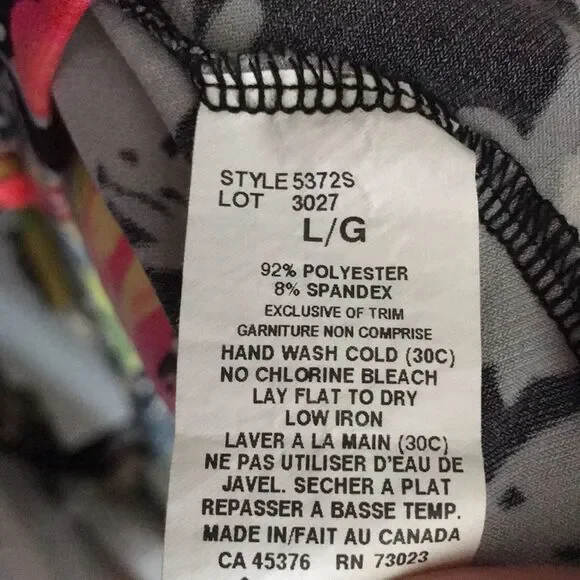 STYLE 5372S
LOT 3027
L/G
92% POLYESTER
8% SPANDEX
EXCLUSIVE OF TRIM
GARNITURE NON COMPRISE
HAND WASH COLD (30C)
NO CHLORINE BLEACH
LAY FLAT TO DRY
LOW IRON
LAVER A LA MAIN (30C)
NE PAS UTILISER D'EAU DE
JAVEL. SECHER A PLAT
REPASSER A BASSE TEMP.
MADE IN/FAIT AU CANADA
CA 45376 RN 73023